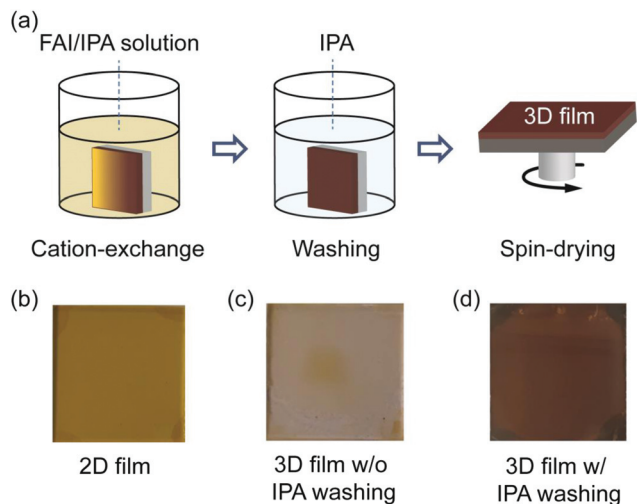 (a)
FAI/IPA solution
IPA
3D film
Cation-exchange
Washing
Spin-drying
(b)
(c)
(d)
2D film
3D film w/o
IPA washing
3D film w/
IPA washing